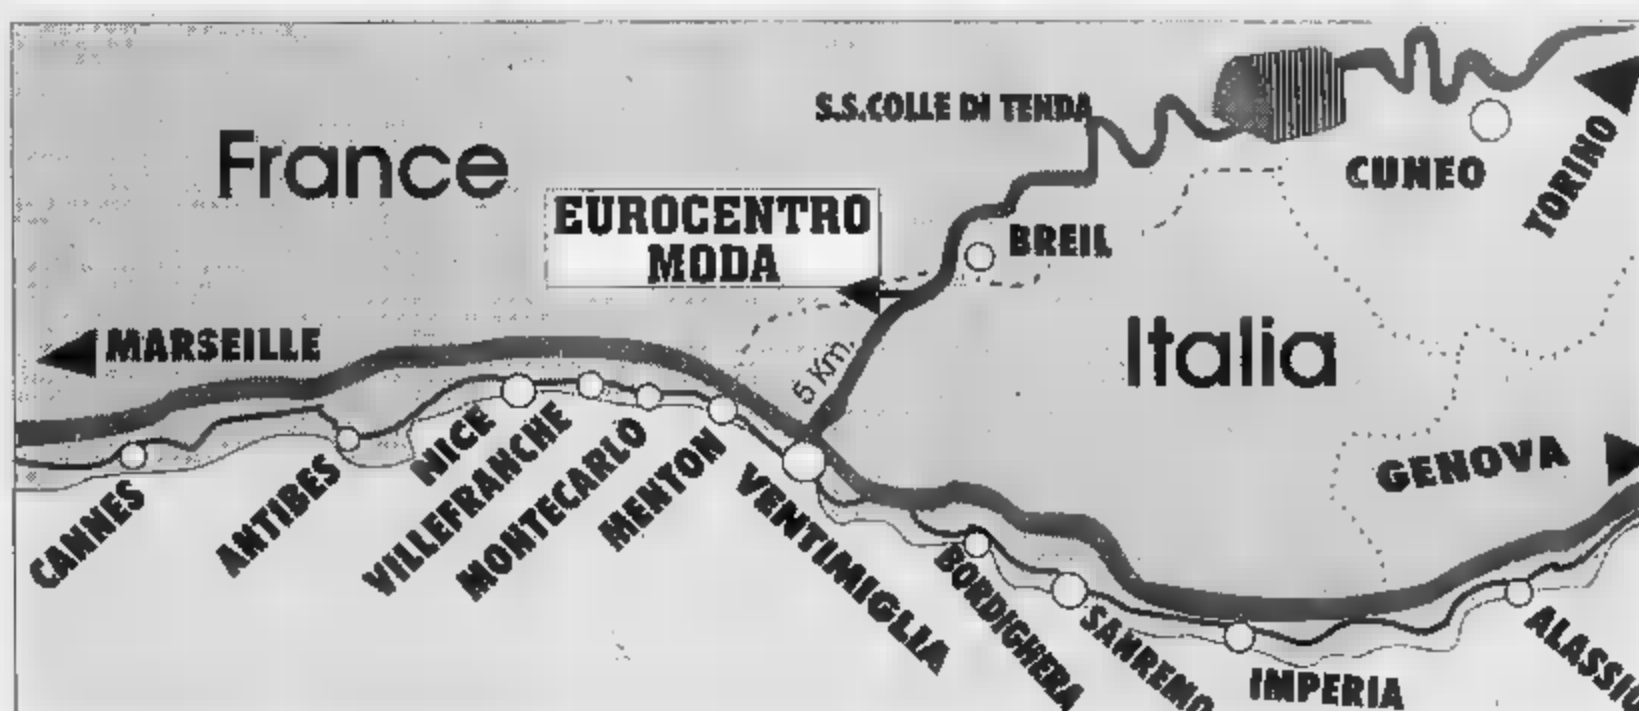 S.S.COLLE DI TENDA
France
CUNEO
TORINO
EUROCENTRO
MODA
BREIL
MARSEILLE
5 Km.
Italia
GENOVA
CANNES
ANTIBES
NICE
VILLEFRANCHE
MONTECARLO
MENTON
VENTIMIGLIA
BORDIGHERA
SANREMO
IMPERIA
ALASSIO